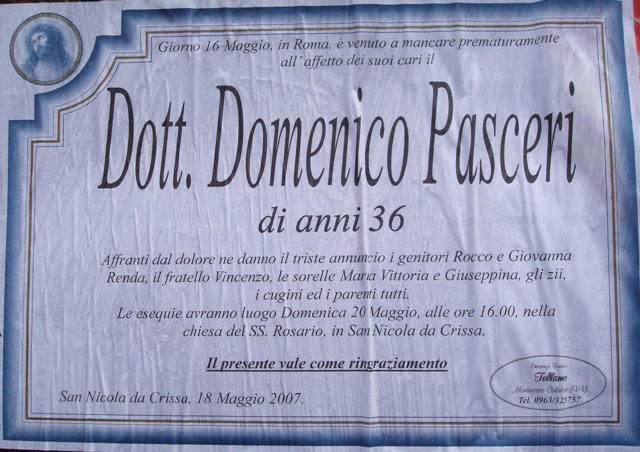 Giorno 16 Maggio, in Roma, è venuto a mancare prematuramente
all'affetto dei suoi cari il
Dott. Domenico Pasceri
di anni 36
Affranti dal dolore ne danno il triste annuncio i genitori Rocco e Giovanna
Renda, il fratello Vincenzo, le sorelle Maria Vittoria e Giuseppina, gli zii,
i cugini ed i parenti tutti.
Le esequie avranno luogo Domenica 20 Maggio, alle ore 16.00, nella
chiesa del SS. Rosario, in San Nicola da Crissa.
Il presente vale come ringraziamento
San Nicola da Crissa, 18 Maggio 2007.
Tel. 0963/325757